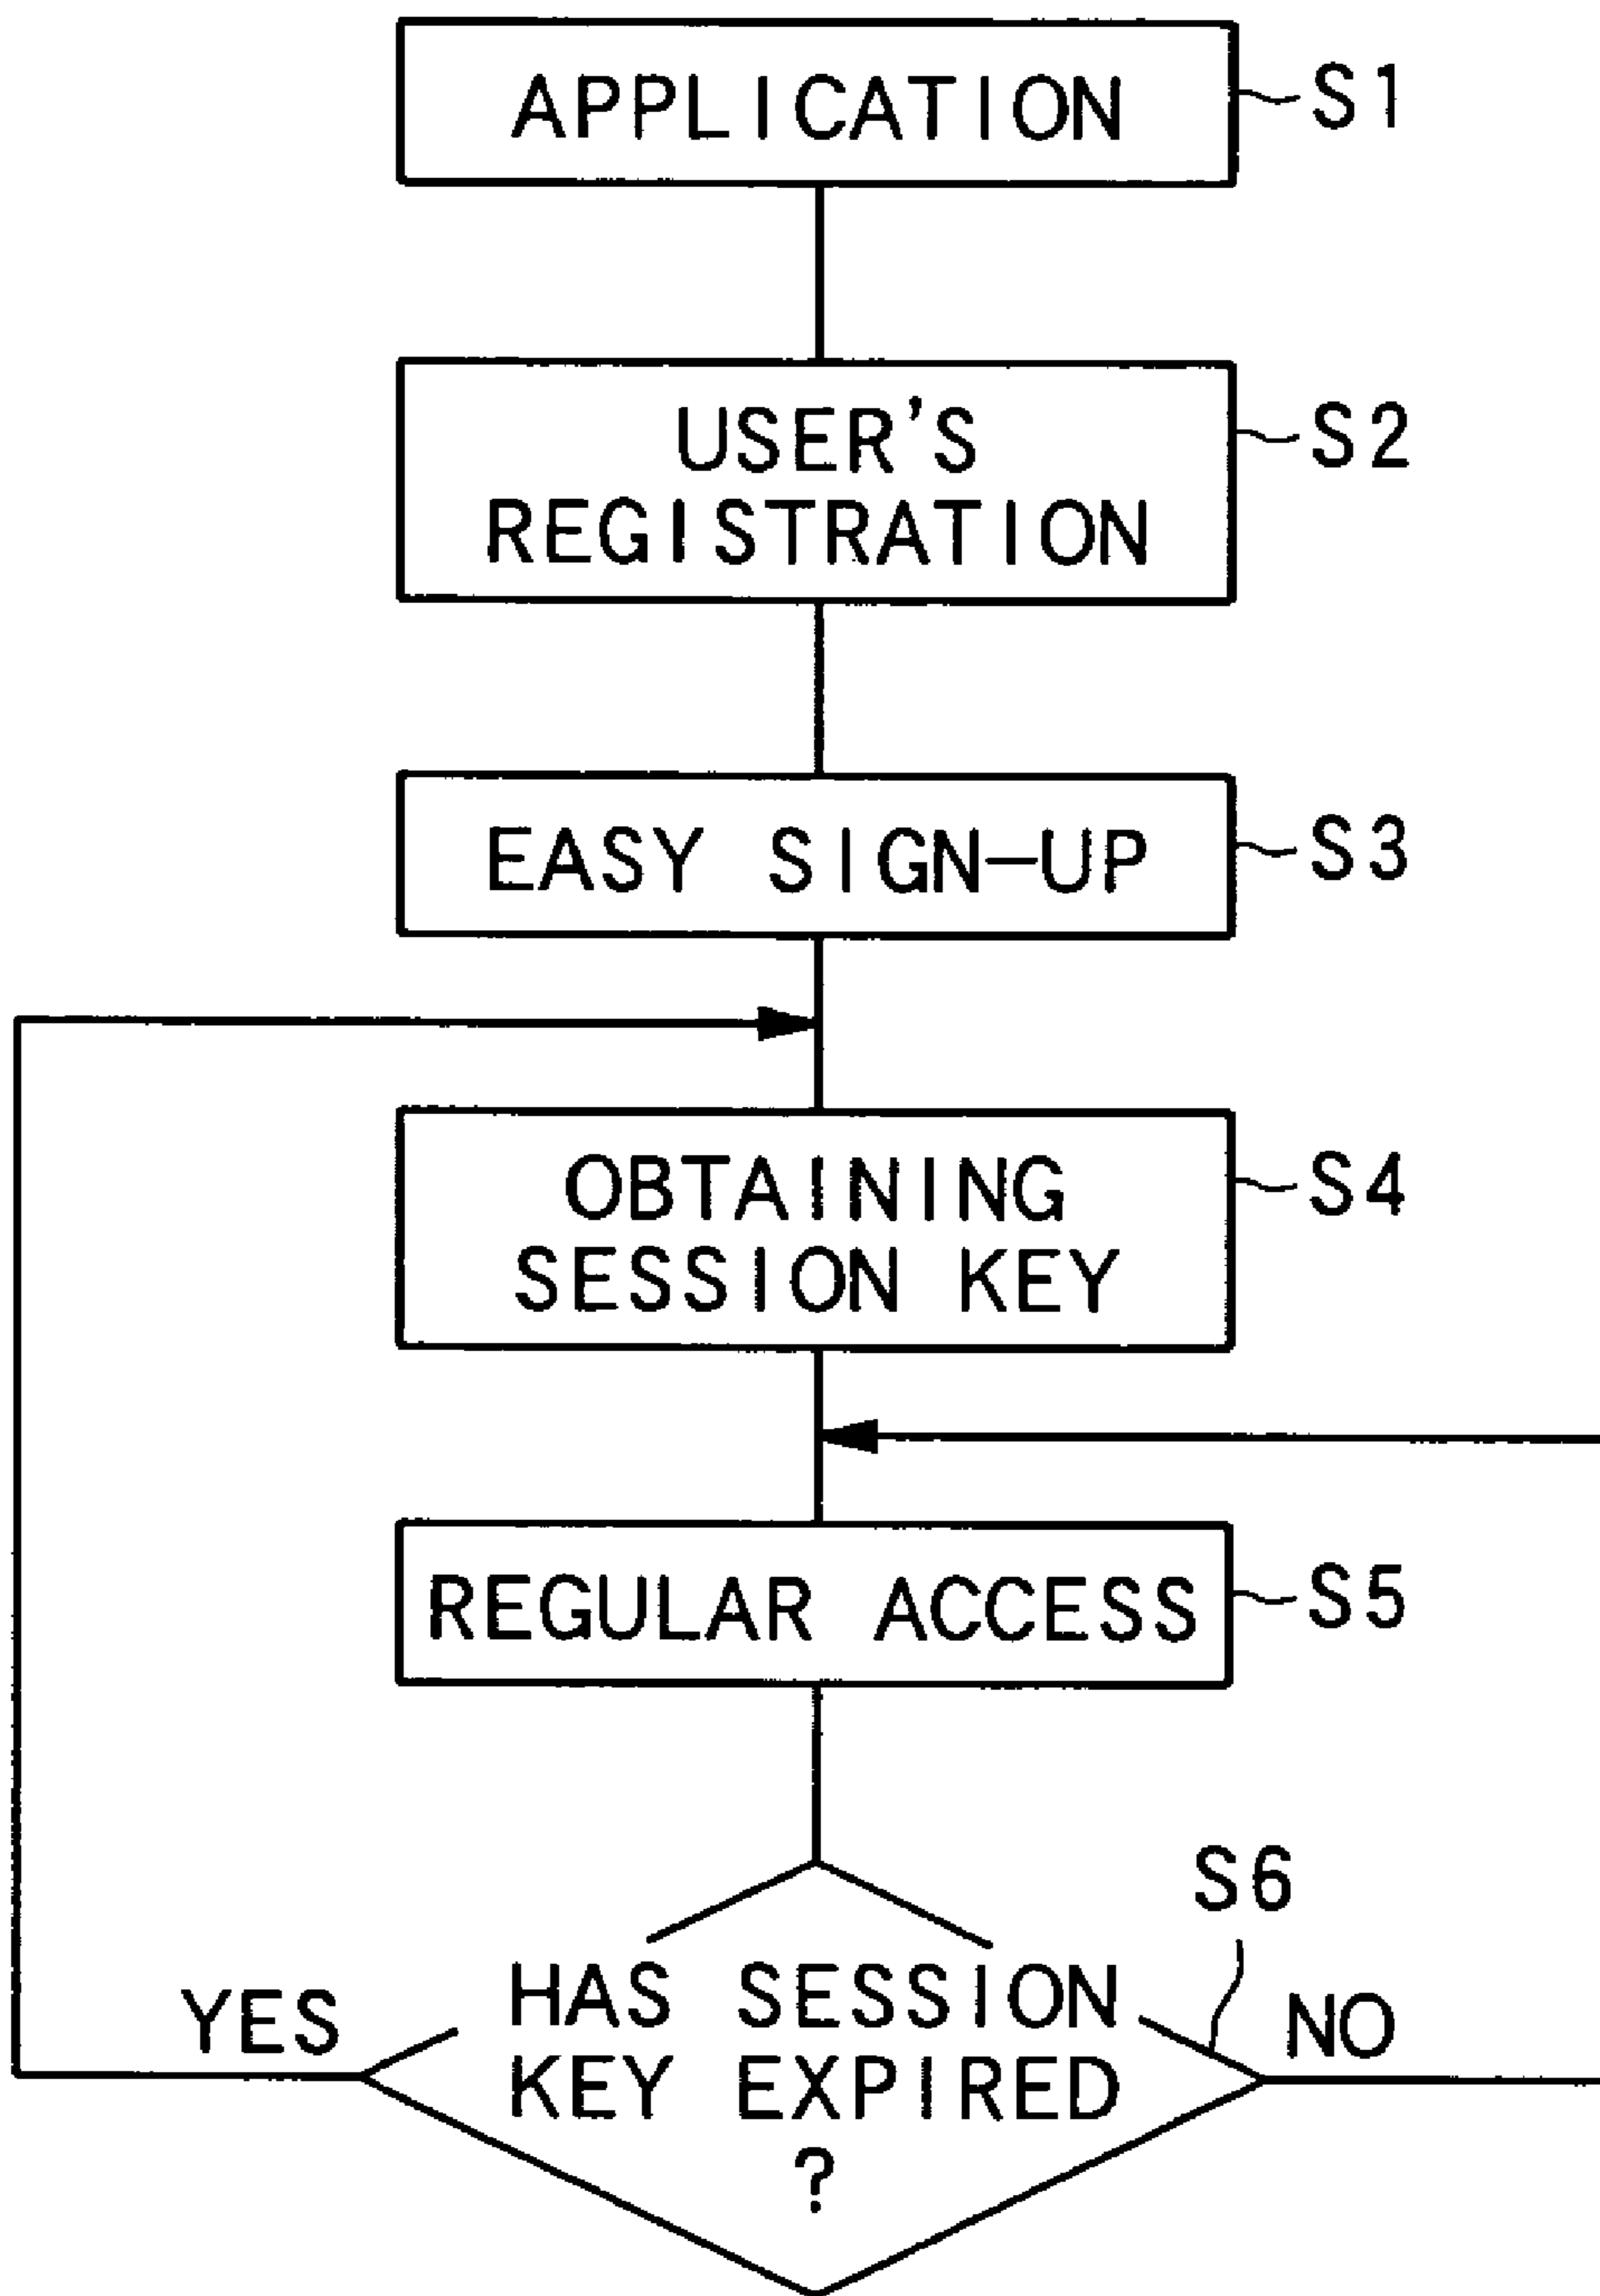 APPLICATION
S1
USER'S
REGISTRATION
S2
EASY SIGN-UP
S3
OBTAINING
SESSION KEY
S4
REGULAR ACCESS
S5
S6
HAS SESSION
KEY EXPIRED
?
YES
NO